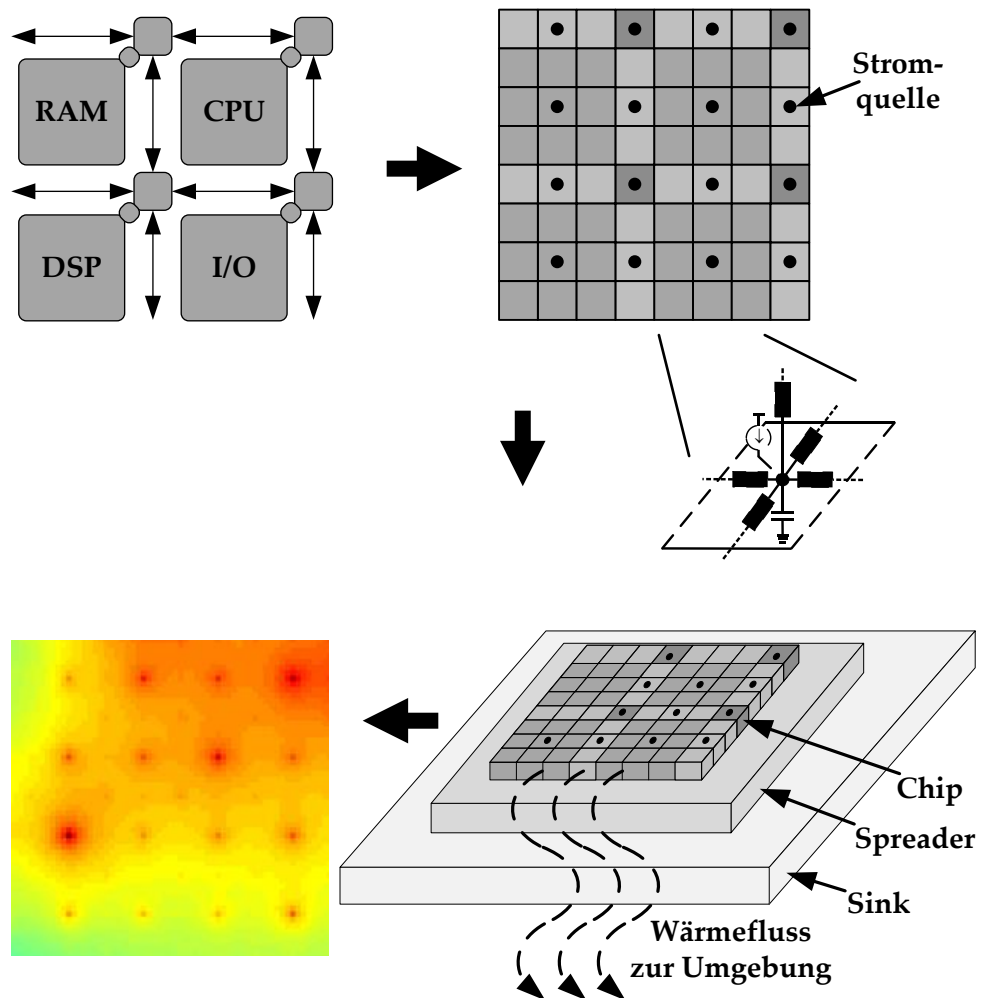 RAM
CPU
DSP
I/O
Strom-
quelle
Chip
Spreader
Sink
Wärmefluss
zur Umgebung